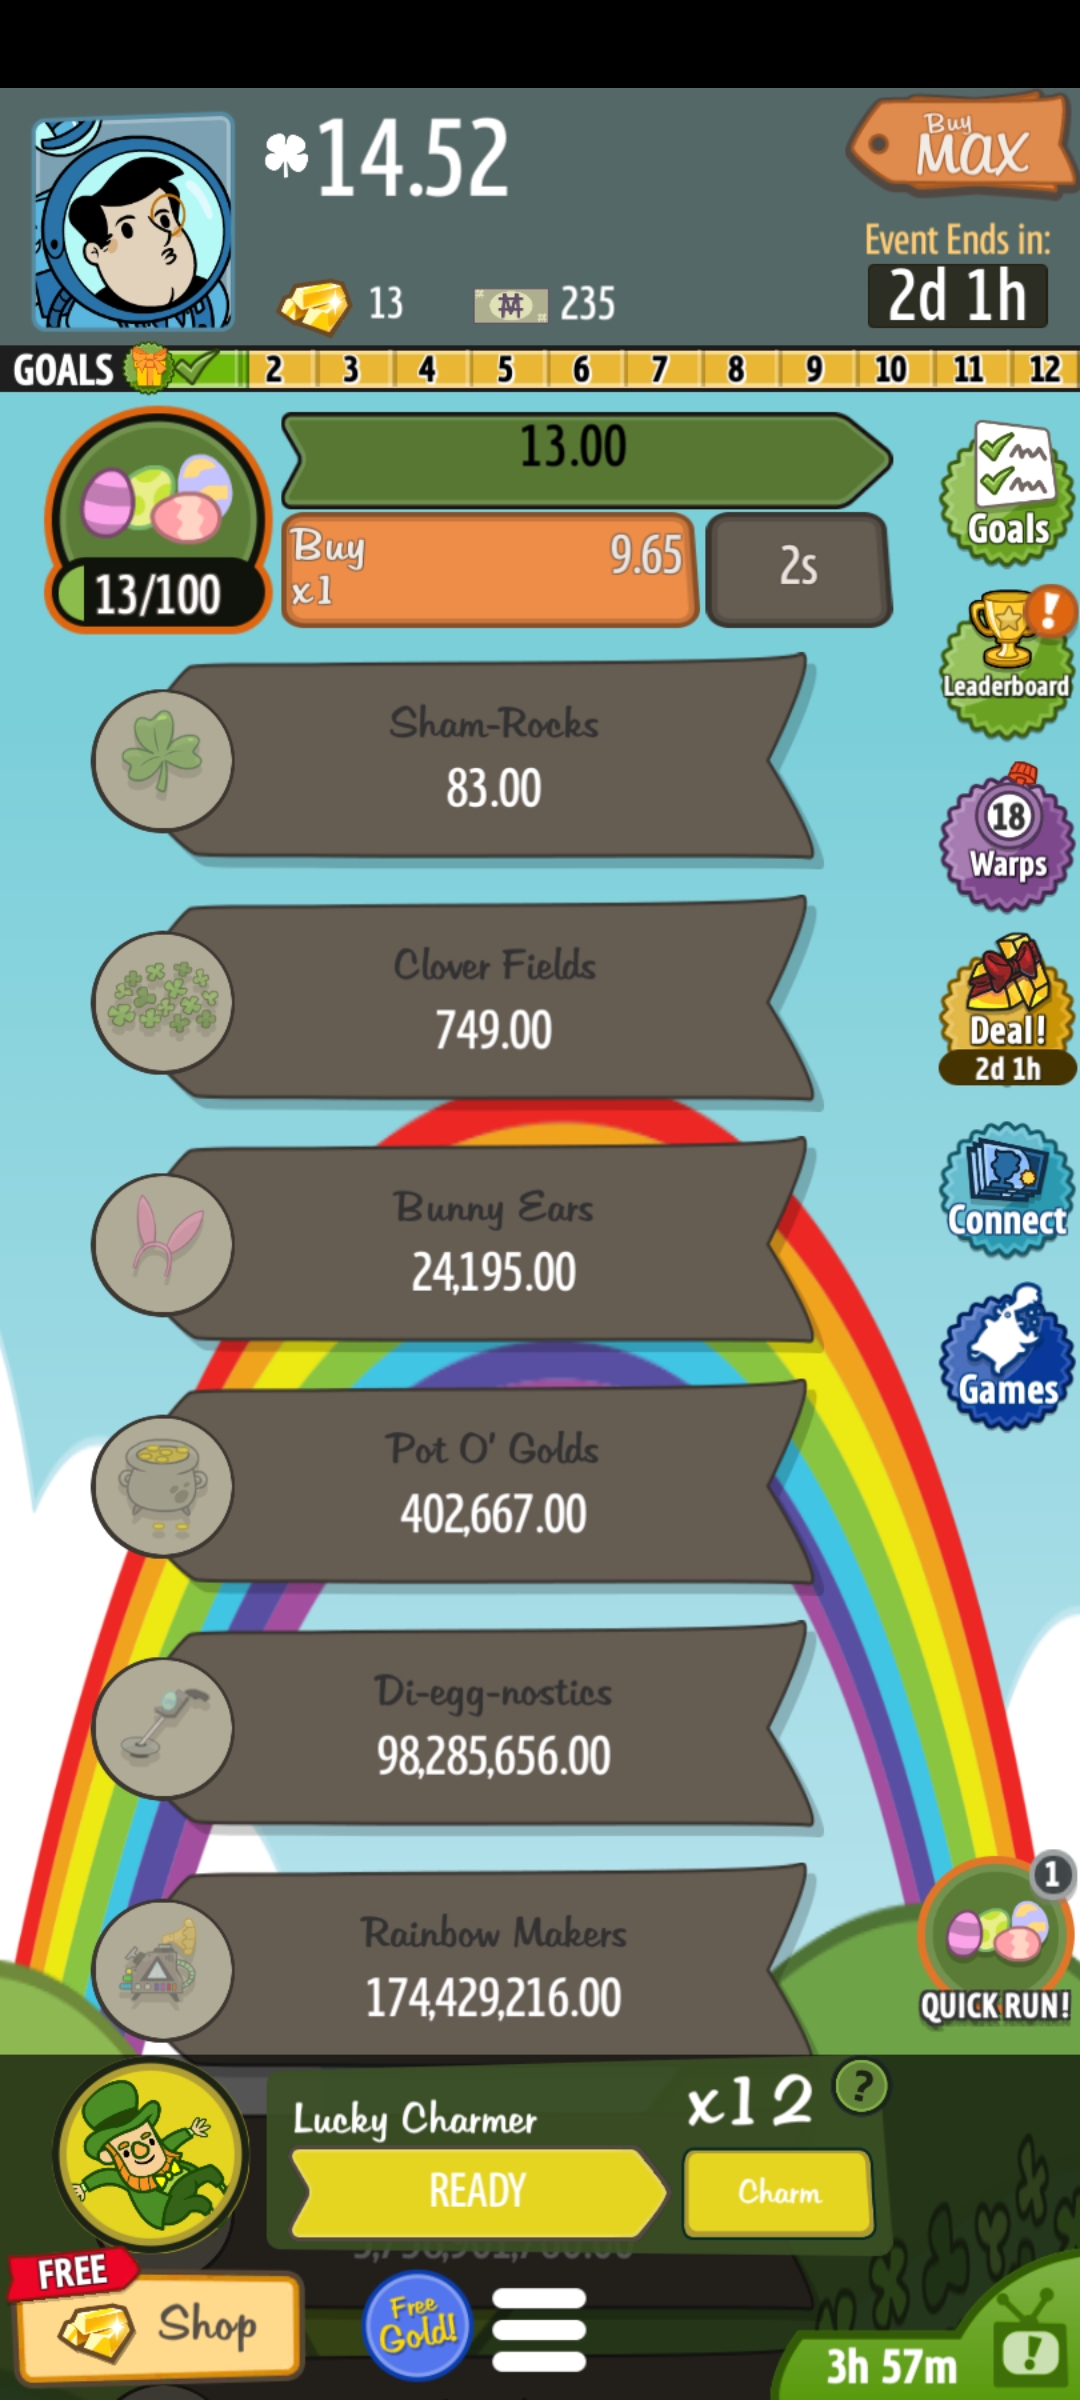 14.52
Buy
MAX
13
235
Event Ends in:
2d 1h
GOALS 2 3 4 5 6 7 8 9 10 11 12
13.00
13/100
Buy
x1
9.65
2s
Goals
Sham-Rocks
83.00
!
Leaderboard
18
Warps
Clover Fields
749.00
Deal!
2d 1h
Bunny Ears
24,195.00
Connect
Games
Pot O' Golds
402,667.00
Di-egg-nostics
98,285,656.00
Rainbow Makers
174,429,216.00
1
QUICK RUN!
Lucky Charmer
x12
?
READY
Charm
FREE
Shop
Free
Gold!
3h 57m
!